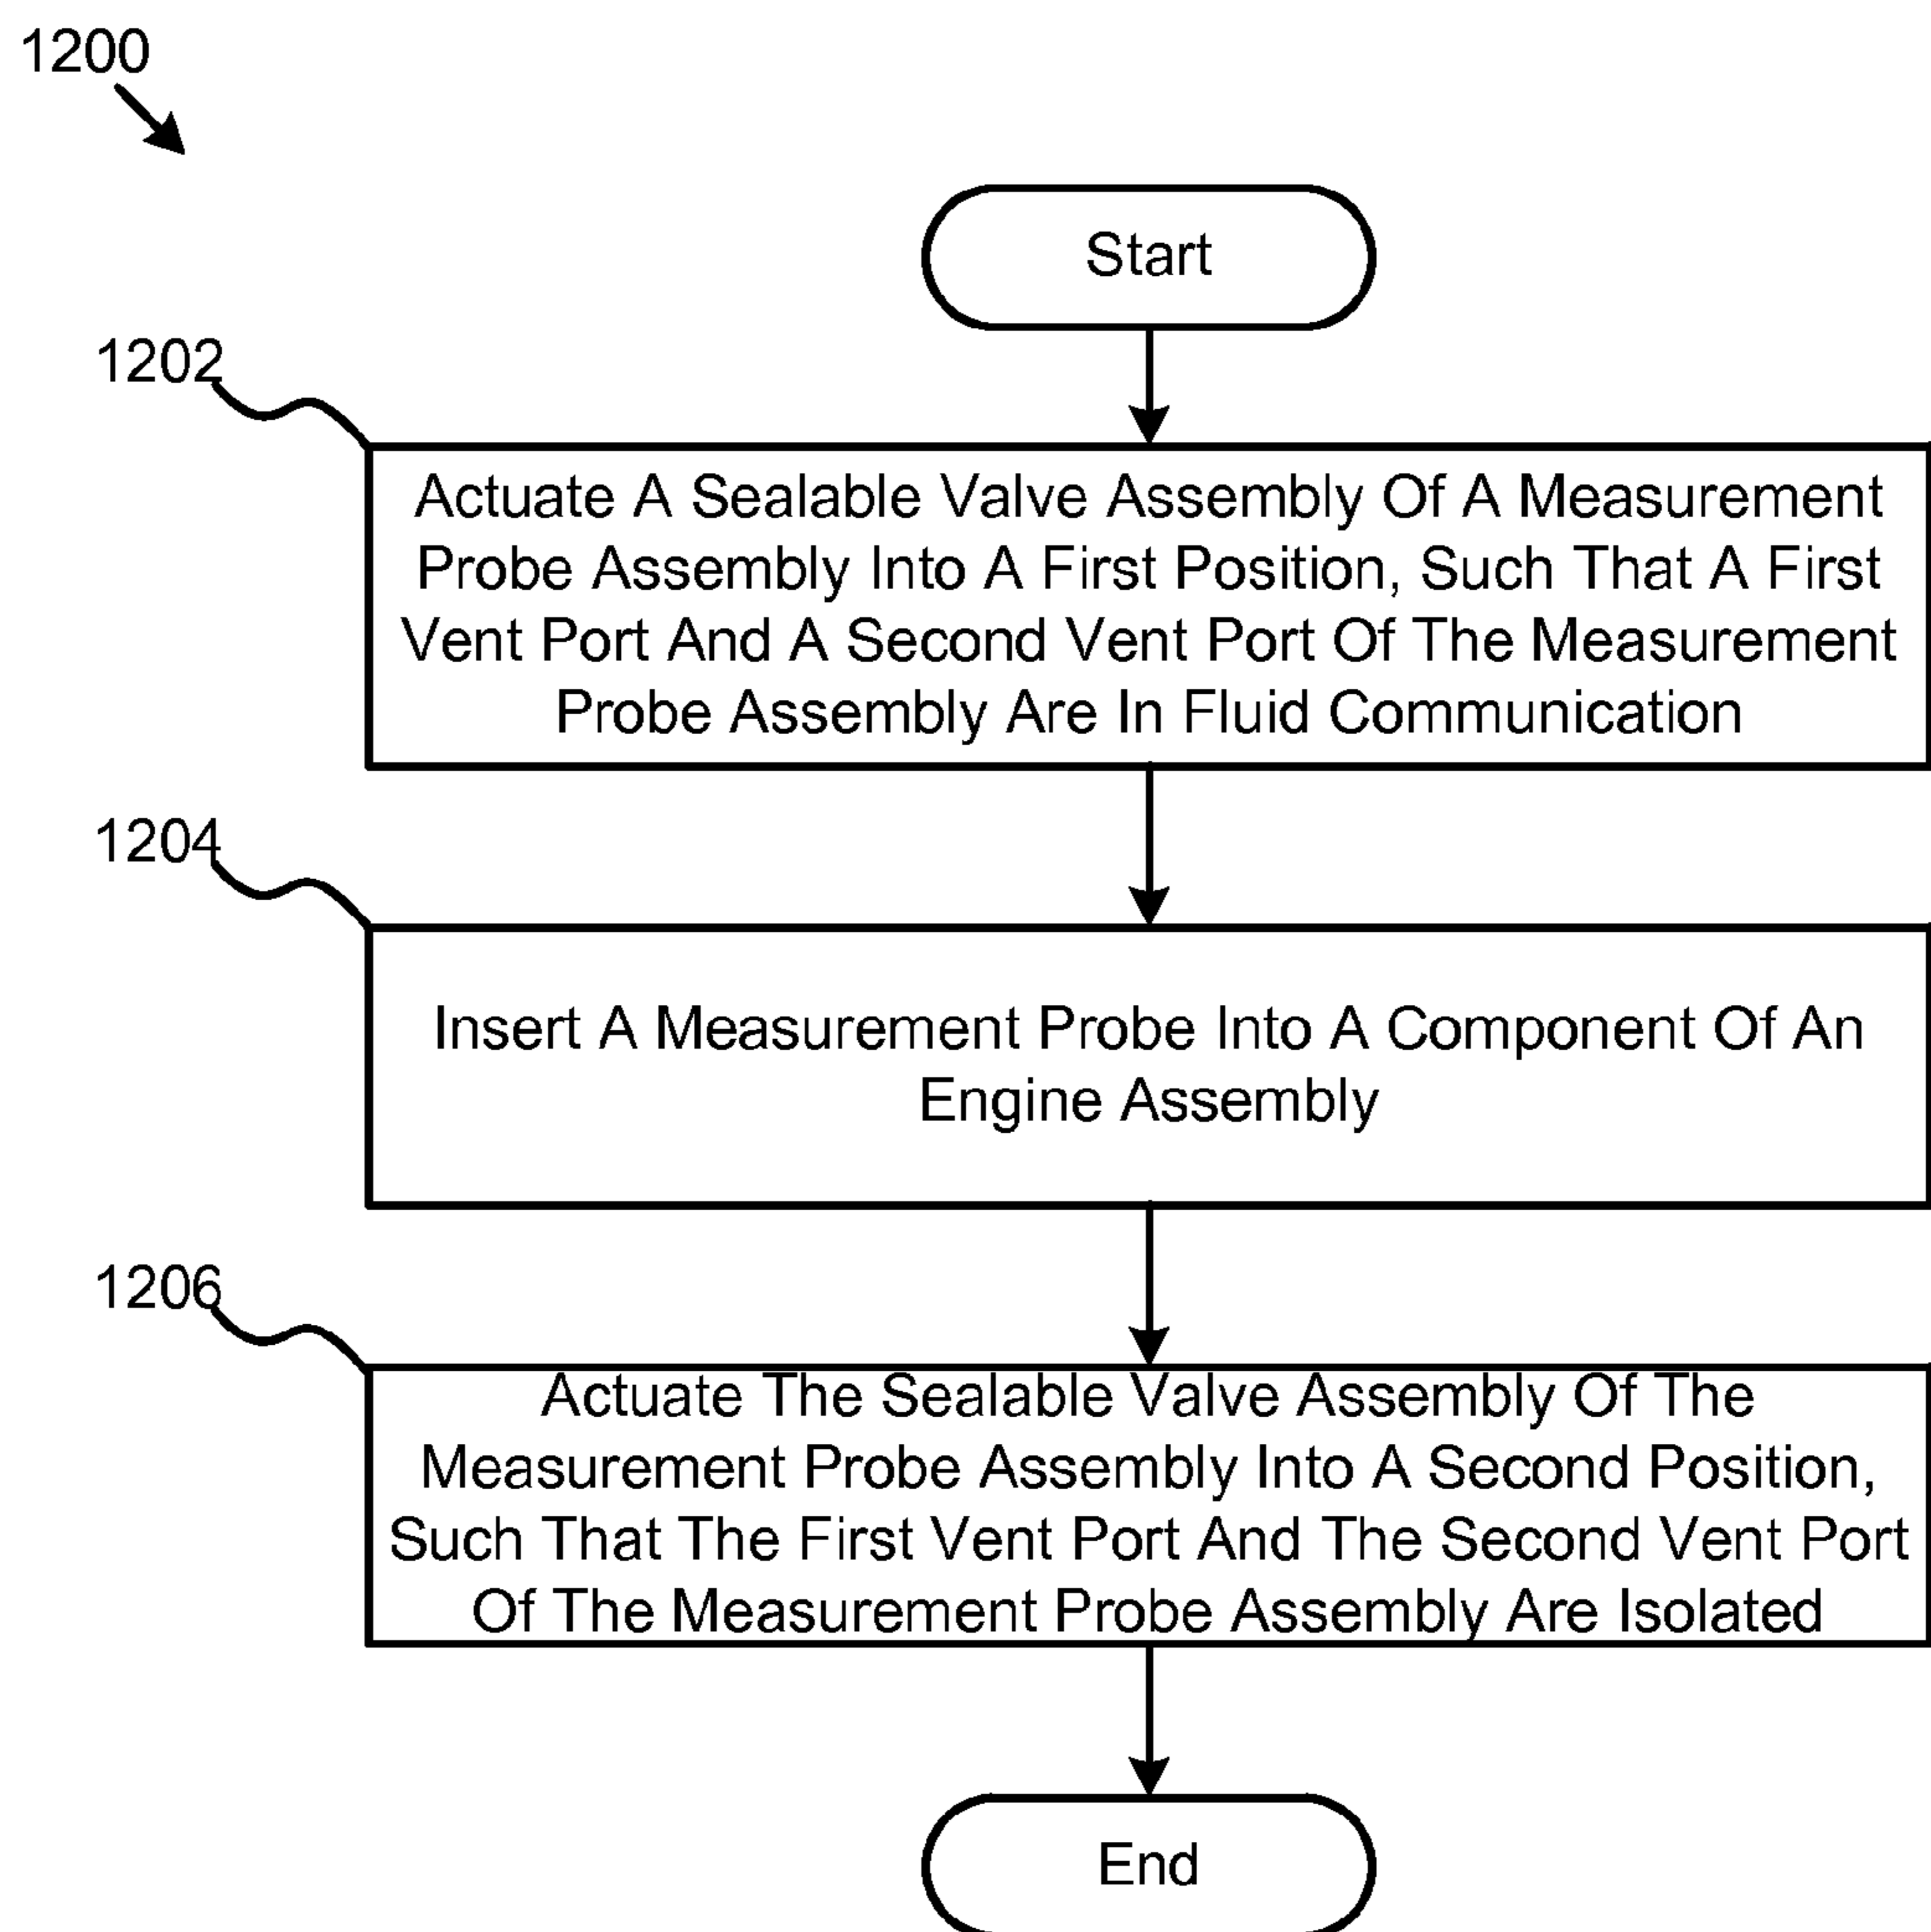 1200
Start
1202
Actuate A Sealable Valve Assembly Of A Measurement
Probe Assembly Into A First Position, Such That A First
Vent Port And A Second Vent Port Of The Measurement
Probe Assembly Are In Fluid Communication
1204
Insert A Measurement Probe Into A Component Of An
Engine Assembly
1206
Actuate The Sealable Valve Assembly Of The
Measurement Probe Assembly Into A Second Position,
Such That The First Vent Port And The Second Vent Port
Of The Measurement Probe Assembly Are Isolated
End